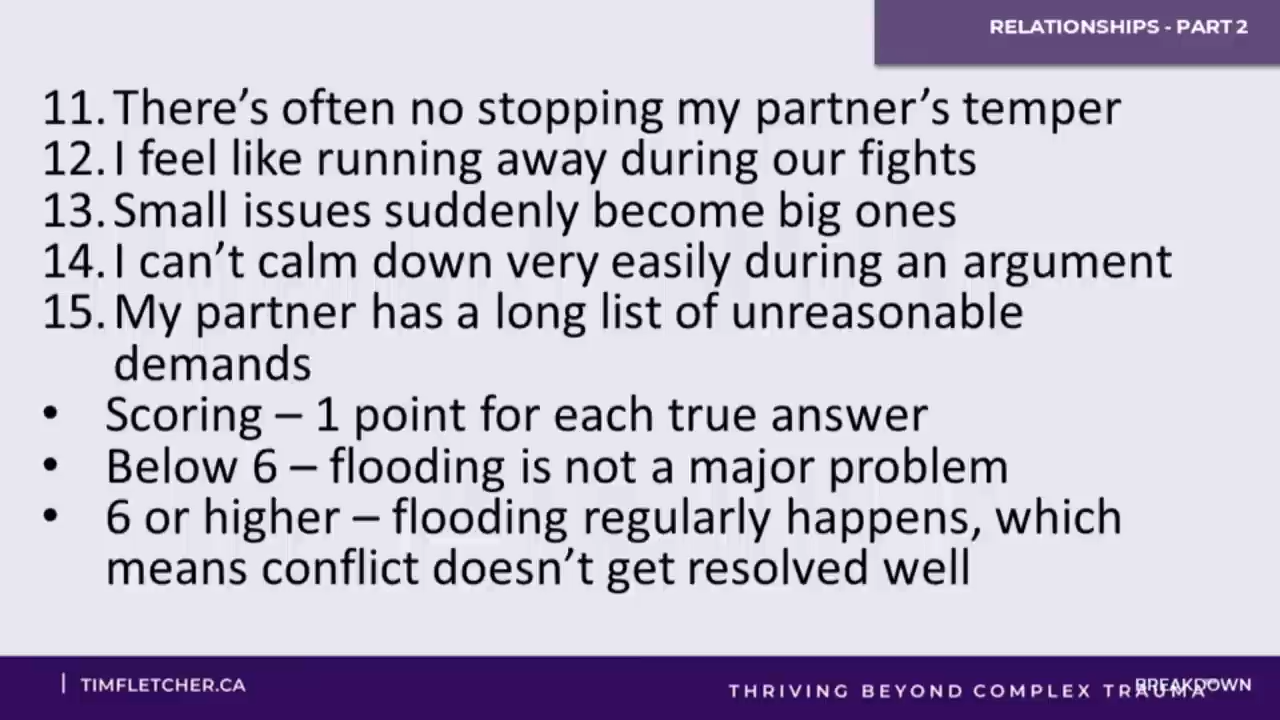 RELATIONSHIPS - PART 2
11. There’s often no stopping my partner’s temper
12. I feel like running away during our fights
13. Small issues suddenly become big ones
14. I can’t calm down very easily during an argument
15. My partner has a long list of unreasonable
demands
• Scoring – 1 point for each true answer
• Below 6 – flooding is not a major problem
• 6 or higher – flooding regularly happens, which
means conflict doesn’t get resolved well
| TIMFLETCHER.CA
THRIVING BEYOND COMPLEX TRAUMA
BREAKDOWN